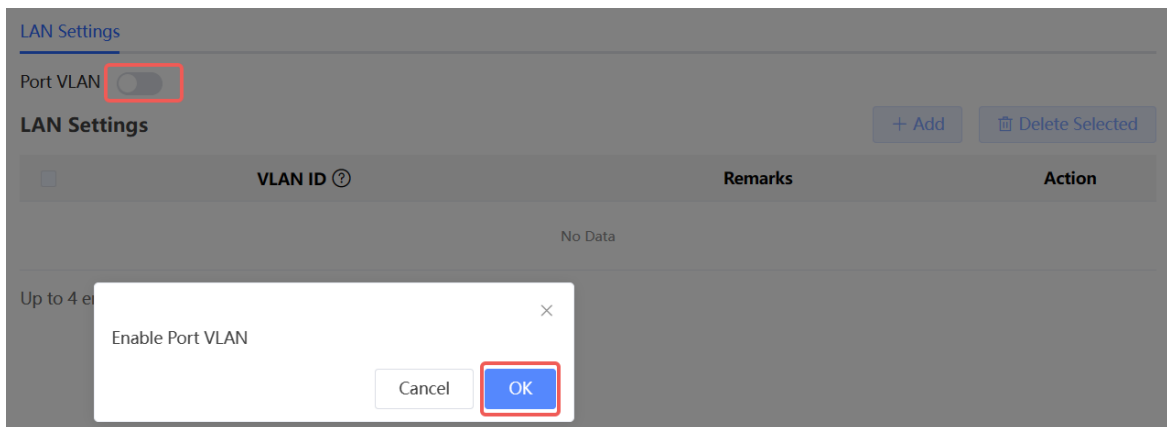 LAN Settings
Port VLAN
LAN Settings
+ Add
Delete Selected
VLAN ID ?
Remarks
Action
No Data
Up to 4
Enable Port VLAN
Cancel
OK